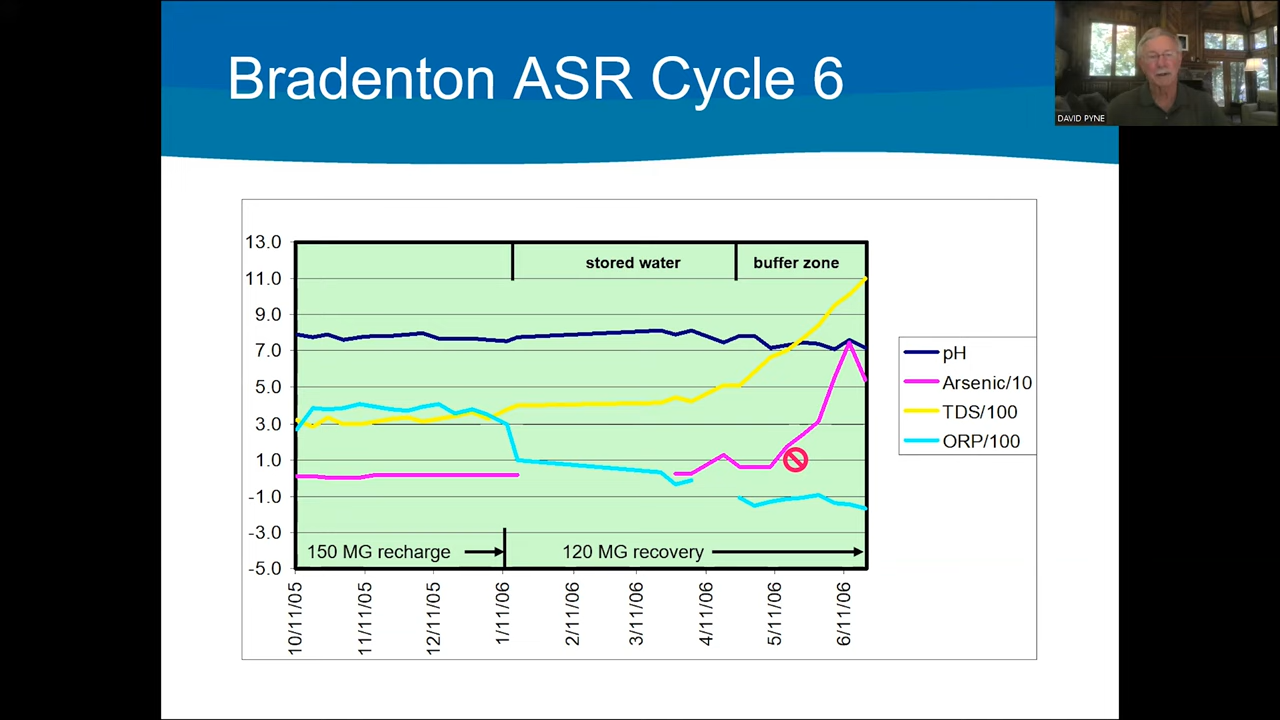 Bradenton ASR Cycle 6
DAVID PYNE
13.0
11.0
9.0
7.0
5.0
3.0
1.0
-1.0
-3.0
-5.0
stored water
buffer zone
150 MG recharge
120 MG recovery
10/11/05
11/11/05
12/11/05
1/11/06
2/11/06
3/11/06
4/11/06
5/11/06
6/11/06
pH
Arsenic/10
TDS/100
ORP/100